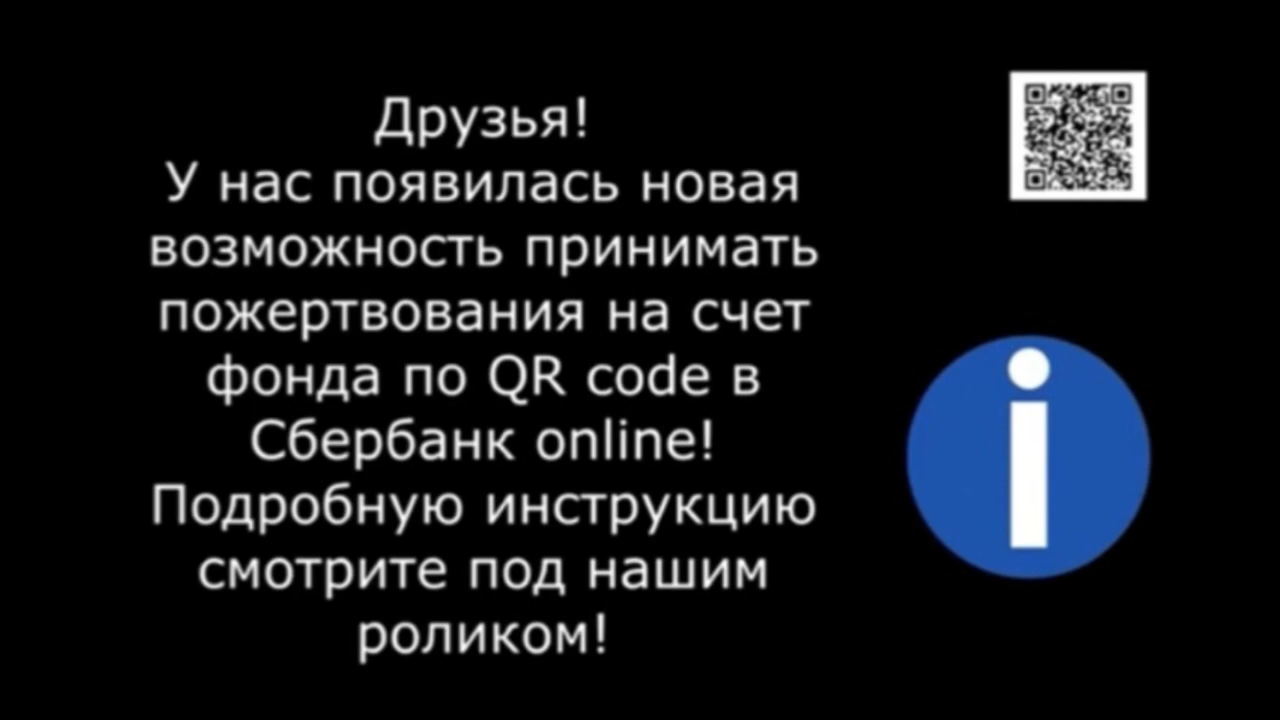 Друзья!
У нас появилась новая
возможность принимать
пожертвования на счет
фонда по QR code в
Сбербанк online!
Подробную инструкцию
смотрите под нашим
роликом!